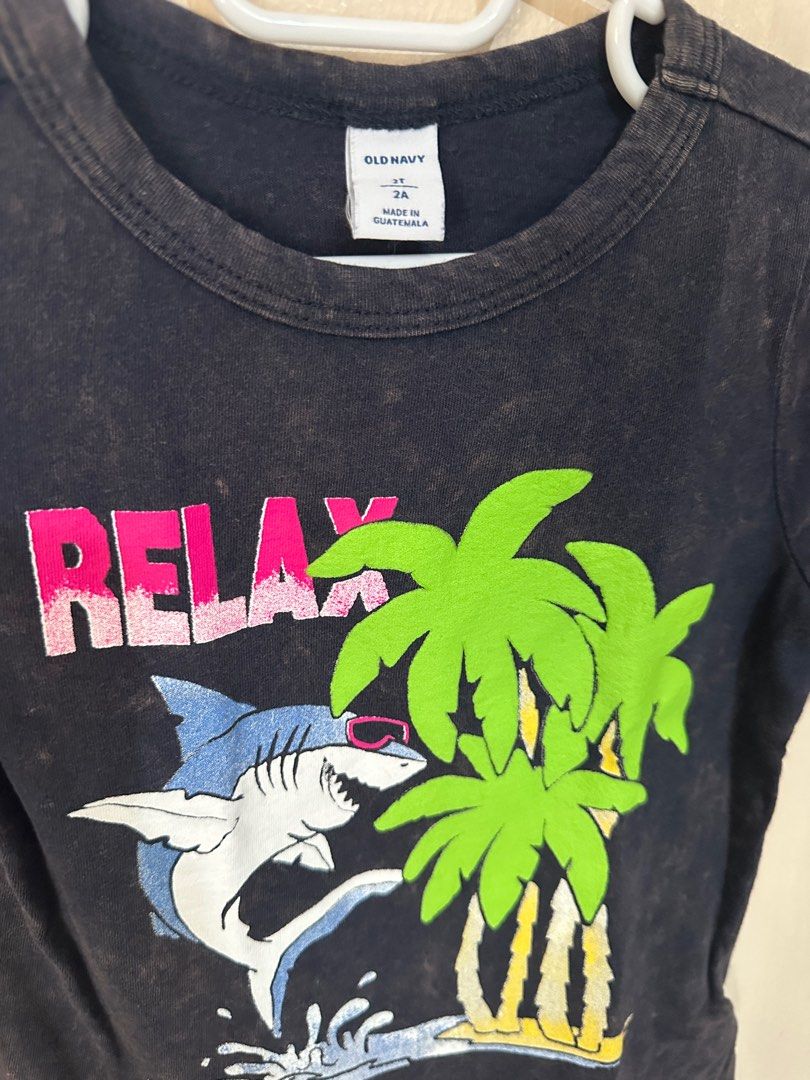 OLD NAVY
2T
2A
MADE IN
GUATEMALA
RELAX